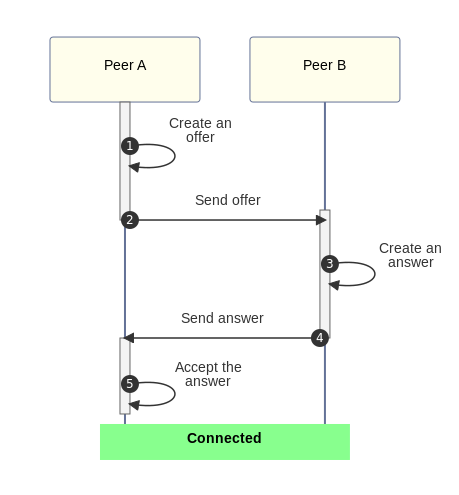 Peer A
Peer B
Create an
offer
1
2
Send offer
3
Create an
answer
Send answer
4
Accept the
answer
5
Connected